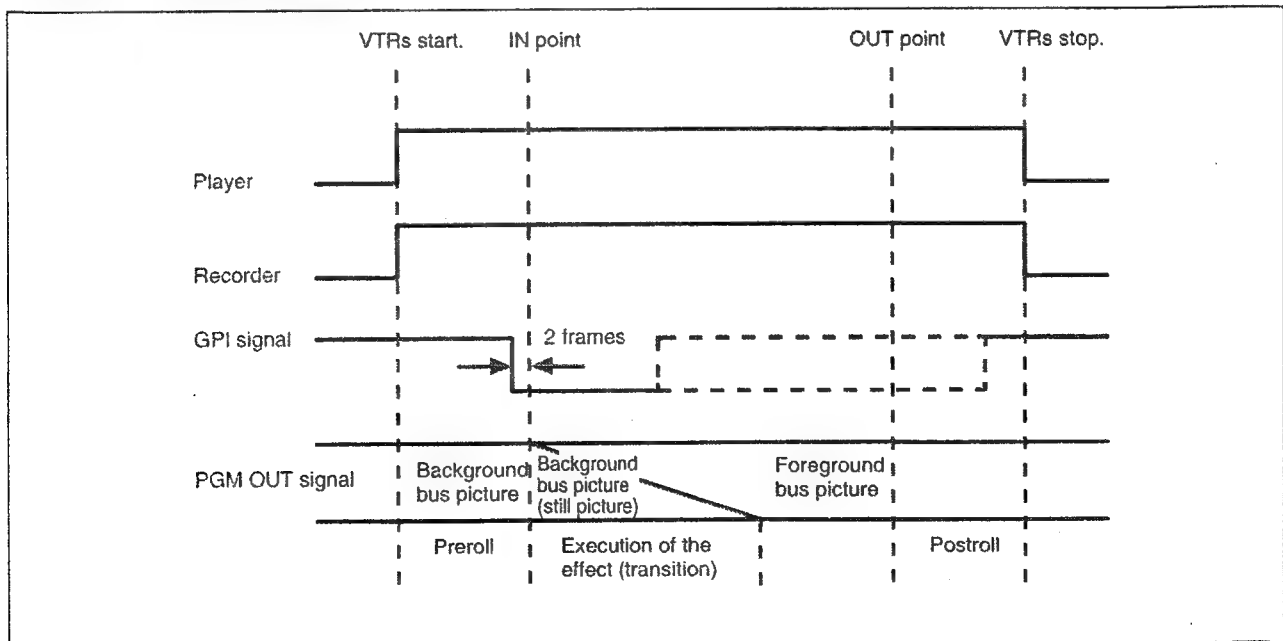 VTRs start. IN point OUT point VTRs stop.
Player
Recorder
GPI signal
2 frames
PGM OUT signal
Background
bus picture
Background
bus picture
(still picture)
Foreground
bus picture
Preroll
Execution of the
effect (transition)
Postroll